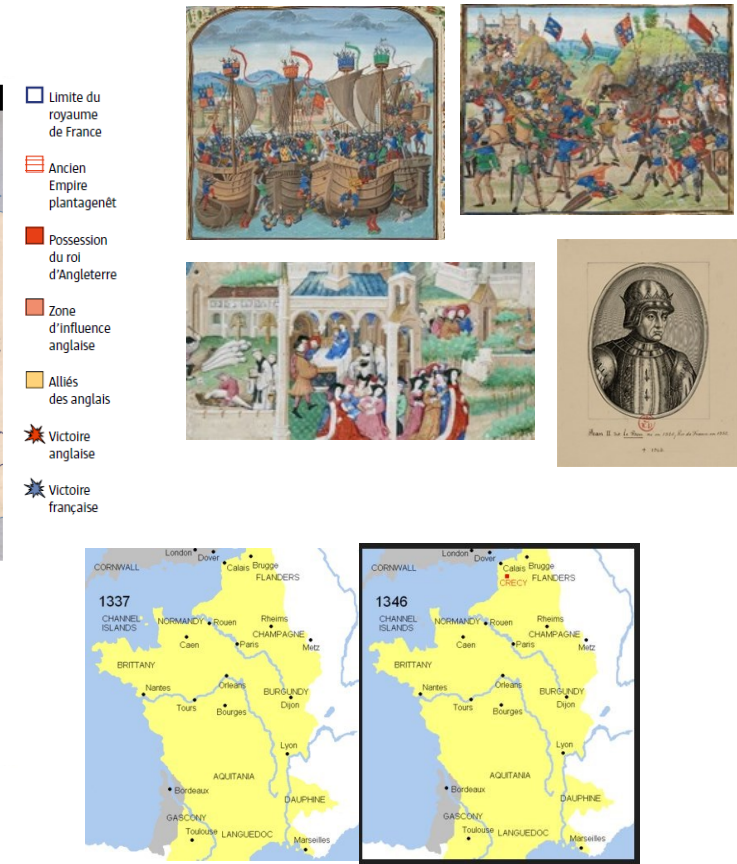 Limite du
royaume
de France
Ancien
Empire
plantagenêt
Possession
du roi
d'Angleterre
Zone
d'influence
anglaise
Alliés
des anglais
Victoire
anglaise
Victoire
française
London
Dover
CORNWALL
Calais
Brugge
FLANDERS
1337
CHANNEL
ISLANDS
NORMANDY
Rouen
Rheims
CHAMPAGNE
Caen
Paris
Metz
BRITTANY
Nantes
Orleans
BURGUNDY
Tours
Bourges
Dijon
Lyon
AQUITANIA
Bordeaux
DAUPHINE
GASCONY
Toulouse
LANGUEDOC
Marseilles
London
Dover
CORNWALL
Calais
Brugge
FLANDERS
CRECY
1346
CHANNEL
ISLANDS
NORMANDY
Rouen
Rheims
CHAMPAGNE
Caen
Paris
Metz
BRITTANY
Nantes
Orleans
BURGUNDY
Tours
Bourges
Dijon
Lyon
AQUITANIA
Bordeaux
DAUPHINE
GASCONY
Toulouse
LANGUEDOC
Marseilles